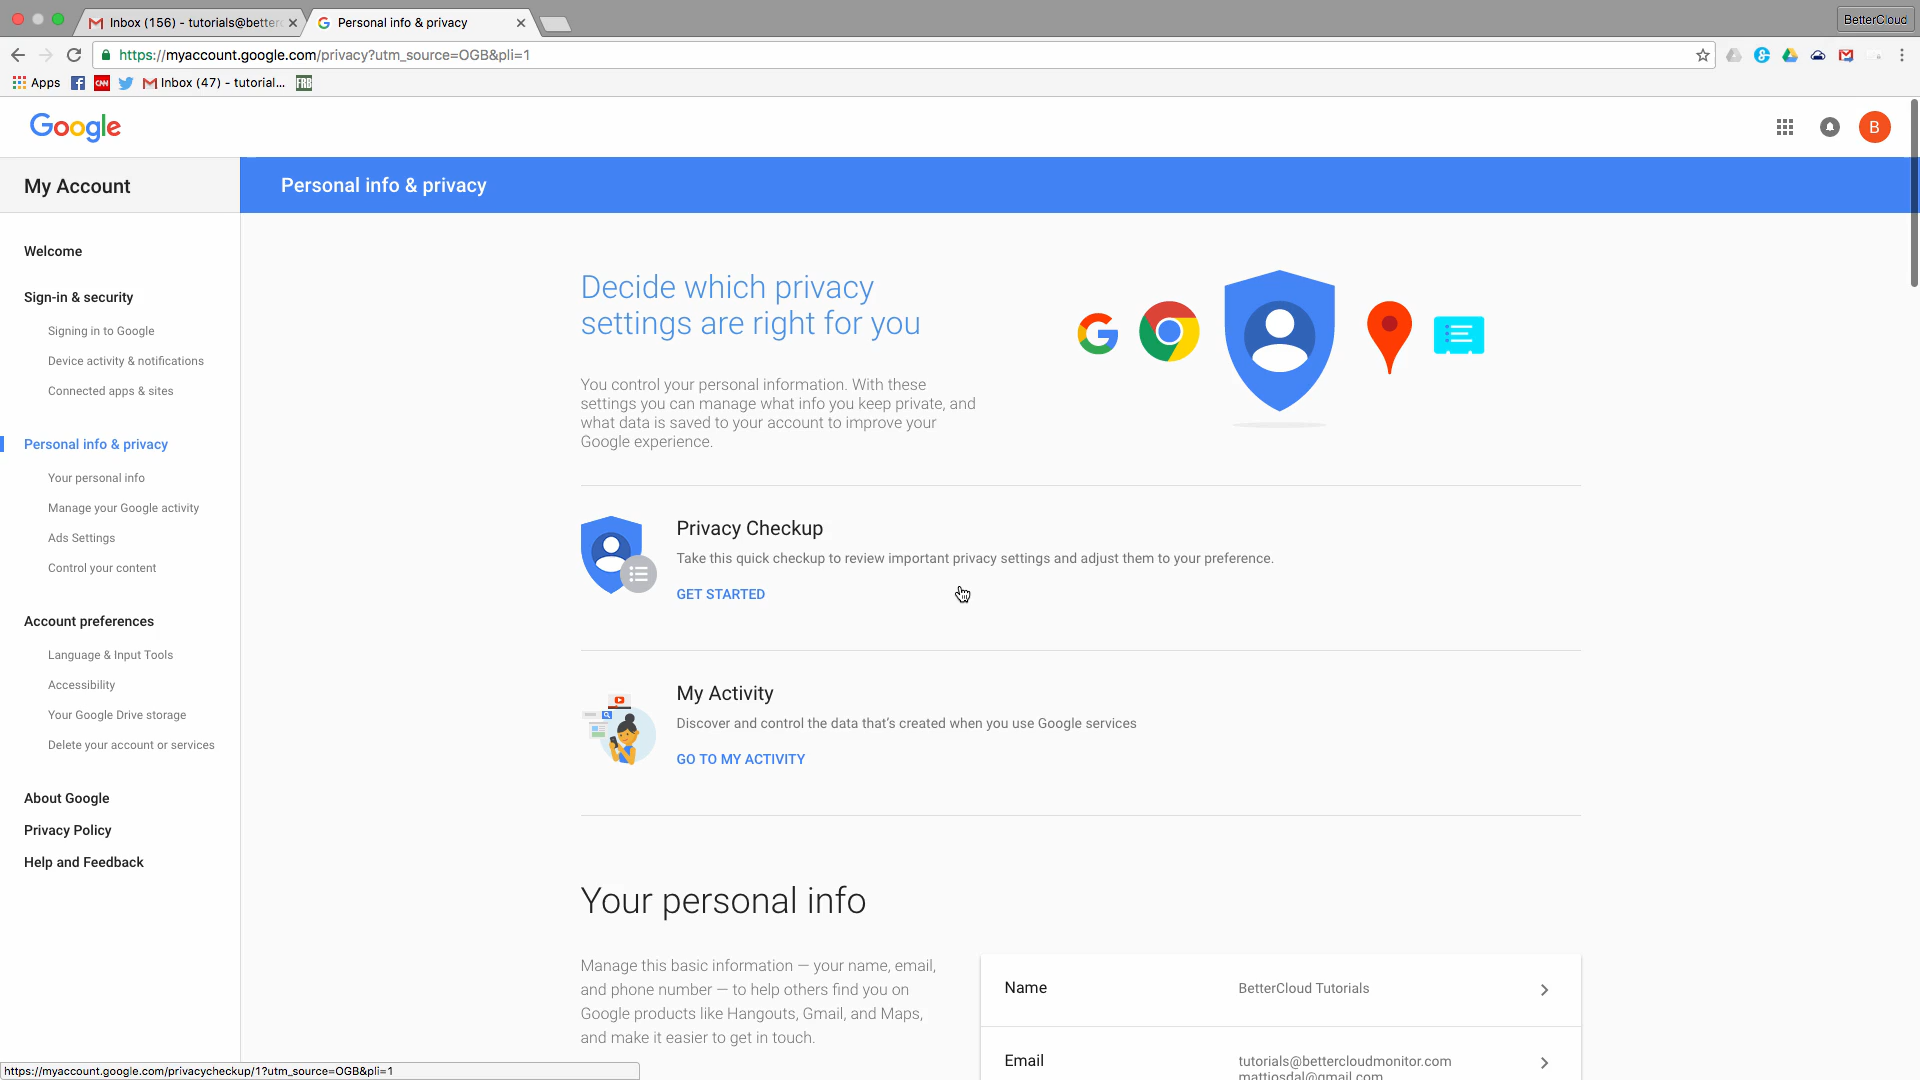 Inbox (156) - tutorials@better
Personal info & privacy
BetterCloud
https://myaccount.google.com/privacy?utm_source=OGB&pli=1
Apps
CNN
Inbox (47) - tutorial...
FRB
Google
B
My Account
Personal info & privacy
Welcome
Sign-in & security
Signing in to Google
Device activity & notifications
Connected apps & sites
Personal info & privacy
Your personal info
Manage your Google activity
Ads Settings
Control your content
Account preferences
Language & Input Tools
Accessibility
Your Google Drive storage
Delete your account or services
About Google
Privacy Policy
Help and Feedback
Decide which privacy
settings are right for you
You control your personal information. With these
settings you can manage what info you keep private, and
what data is saved to your account to improve your
Google experience.
Privacy Checkup
Take this quick checkup to review important privacy settings and adjust them to your preference.
GET STARTED
My Activity
Discover and control the data that's created when you use Google services
GO TO MY ACTIVITY
Your personal info
Manage this basic information — your name, email,
and phone number — to help others find you on
Google products like Hangouts, Gmail, and Maps,
and make it easier to get in touch.
Name
BetterCloud Tutorials
Email
tutorials@bettercloudmonitor.com
mattiosdal@gmail.com
https://myaccount.google.com/privacycheckup/1?utm_source=OGB&pli=1